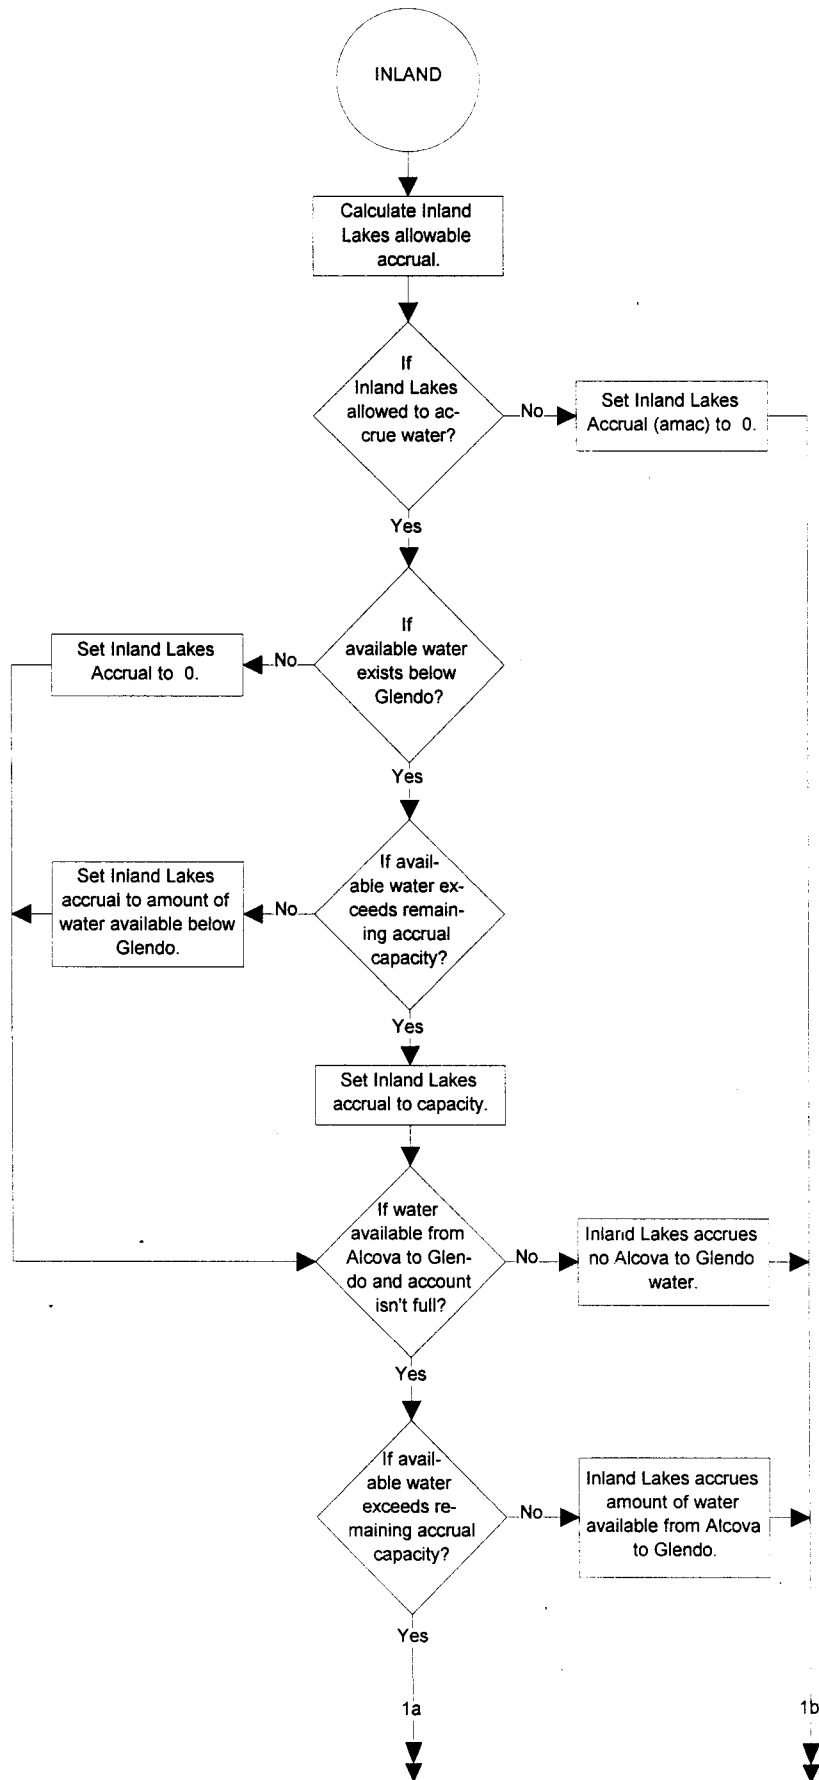 INLAND
Calculate Inland
Lakes allowable
accrual.
If
Inland Lakes
allowed to ac-
crue water?
No
Set Inland Lakes
Accrual (amac) to 0.
Yes
If
available water
exists below
Glendo?
No
Set Inland Lakes
Accrual to 0.
Yes
If avail-
able water ex-
ceeds remain-
ing accrual
capacity?
No
Set Inland Lakes
accrual to amount of
water available below
Glendo.
Yes
Set Inland Lakes
accrual to capacity.
If water
available from
Alcova to Glen-
do and account
isn't full?
No
Inland Lakes accrues
no Alcova to Glendo
water.
Yes
If avail-
able water
exceeds re-
maining accrual
capacity?
No
Inland Lakes accrues
amount of water
available from Alcova
to Glendo.
Yes
1a
1b